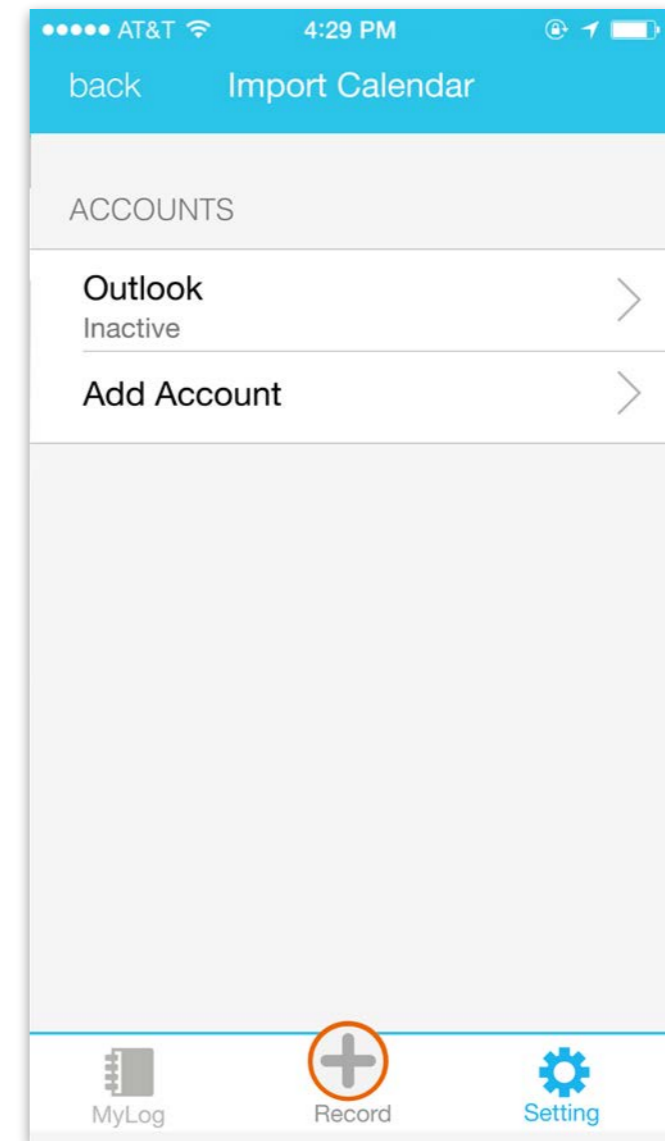 AT&T 4:29 PM
back Import Calendar
ACCOUNTS
Outlook
Inactive
Add Account
MyLog Record Setting